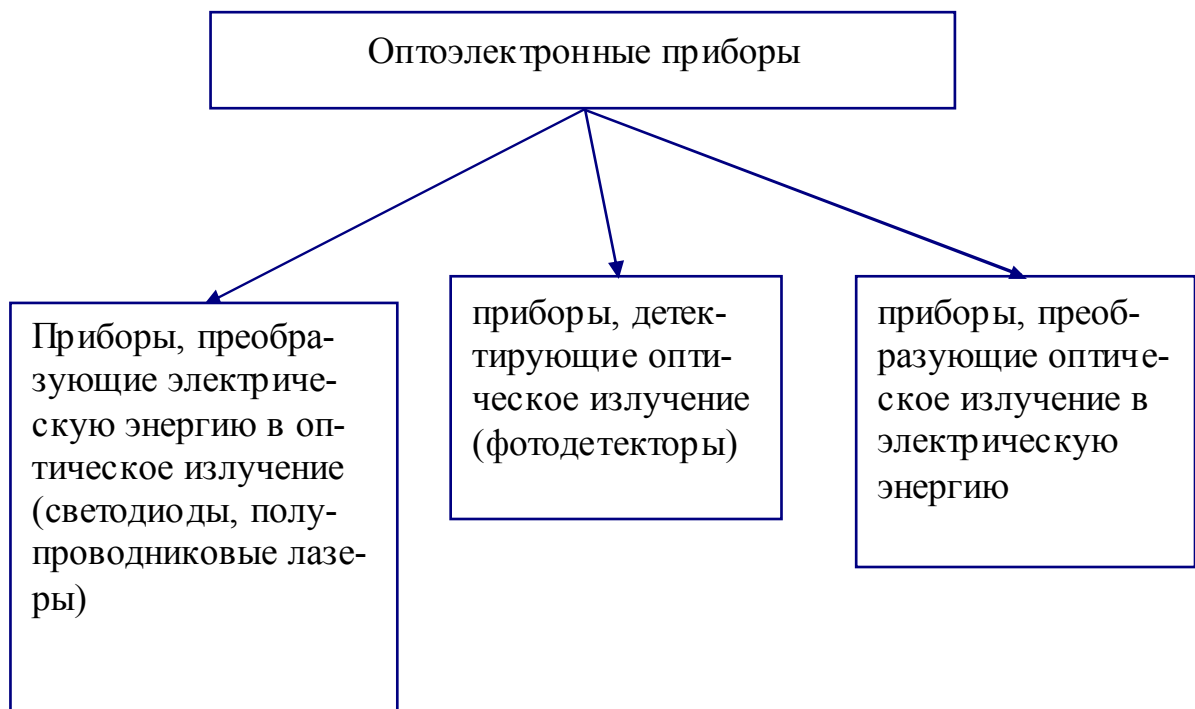 Оптоэлектронные приборы
Приборы, преобра-
зующие электриче-
скую энергию в оп-
тическое излучение
(светодиоды, полу-
проводниковые лазе-
ры)
приборы, детек-
тирующие опти-
ческое излучение
(фотодетекторы)
приборы, преоб-
разующие оптиче-
ское излучение в
электрическую
энергию